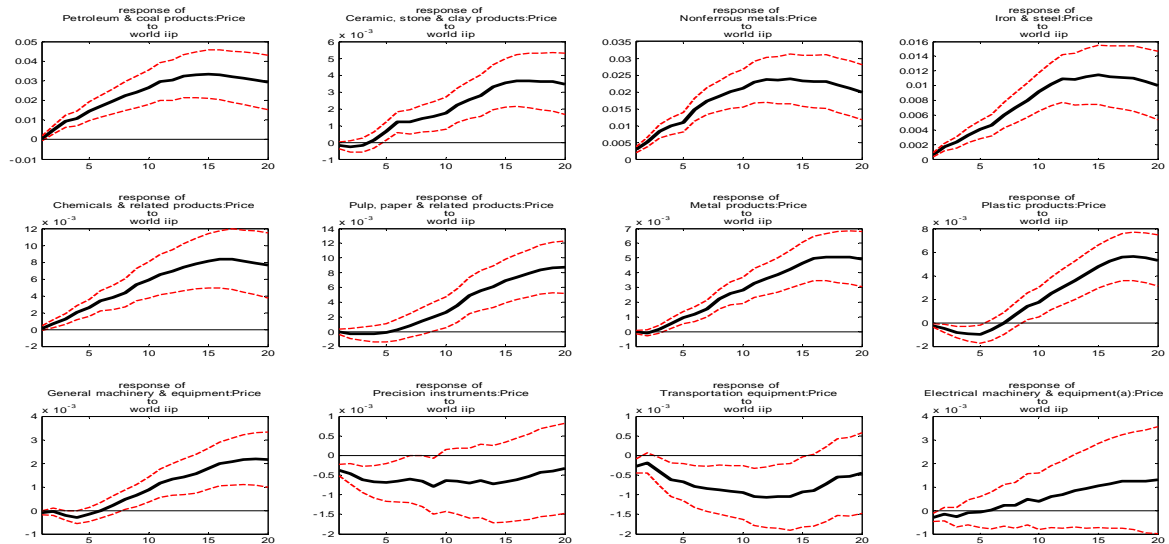 response of
Petroleum & coal products:Price
to
world iip
0.05
0.04
0.03
0.02
0.01
0
-0.01
5 10 15 20
response of
Ceramic, stone & clay products:Price
to
world iip
x 10^-3
6
5
4
3
2
1
0
-1
5 10 15 20
response of
Nonferrous metals:Price
to
world iip
0.035
0.03
0.025
0.02
0.015
0.01
0.005
0
5 10 15 20
response of
Iron & steel:Price
to
world iip
0.016
0.014
0.012
0.01
0.008
0.006
0.004
0.002
0
5 10 15 20
response of
Chemicals & related products:Price
to
world iip
x 10^-3
12
10
8
6
4
2
0
-2
5 10 15 20
response of
Pulp, paper & related products:Price
to
world iip
x 10^-3
14
12
10
8
6
4
2
0
-2
5 10 15 20
response of
Metal products:Price
to
world iip
x 10^-3
7
6
5
4
3
2
1
0
-1
5 10 15 20
response of
Plastic products:Price
to
world iip
x 10^-3
8
6
4
2
0
-2
5 10 15 20
response of
General machinery & equipment:Price
to
world iip
x 10^-3
4
3
2
1
0
-1
5 10 15 20
response of
Precision instruments:Price
to
world iip
x 10^-3
1
0.5
0
-0.5
-1
-1.5
-2
5 10 15 20
response of
Transportation equipment:Price
to
world iip
x 10^-3
1
0.5
0
-0.5
-1
-1.5
-2
5 10 15 20
response of
Electrical machinery & equipment(a):Price
to
world iip
x 10^-3
4
3
2
1
0
-1
5 10 15 20